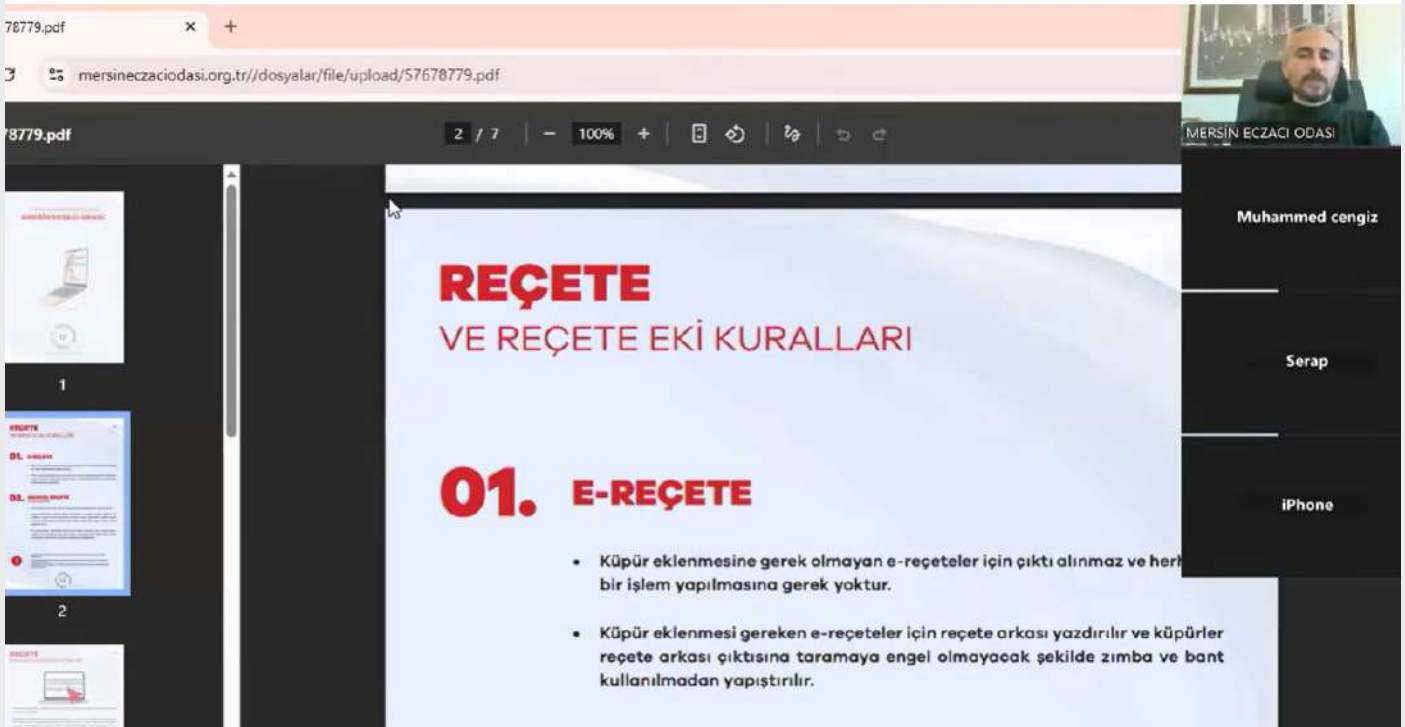 78779.pdf
mersineczaciodasi.org.tr//dosyalar/file/upload/57678779.pdf
8779.pdf
2 / 7
100%
MERSİN ECZACI ODASI
Muhammed cengiz
Serap
iPhone
1
2
REÇETE
VE REÇETE EKİ KURALLARI
01. E-REÇETE
• Küpür eklenmesine gerek olmayan e-reçeteler için çıktı alınmaz ve
bir işlem yapılmasına gerek yoktur.
• Küpür eklenmesi gereken e-reçeteler için reçete arkası yazdırılır ve küpürler
reçete arkası çıktısına taramaya engel olmayacak şekilde zımba ve bant
kullanılmadan yapıştırılır.